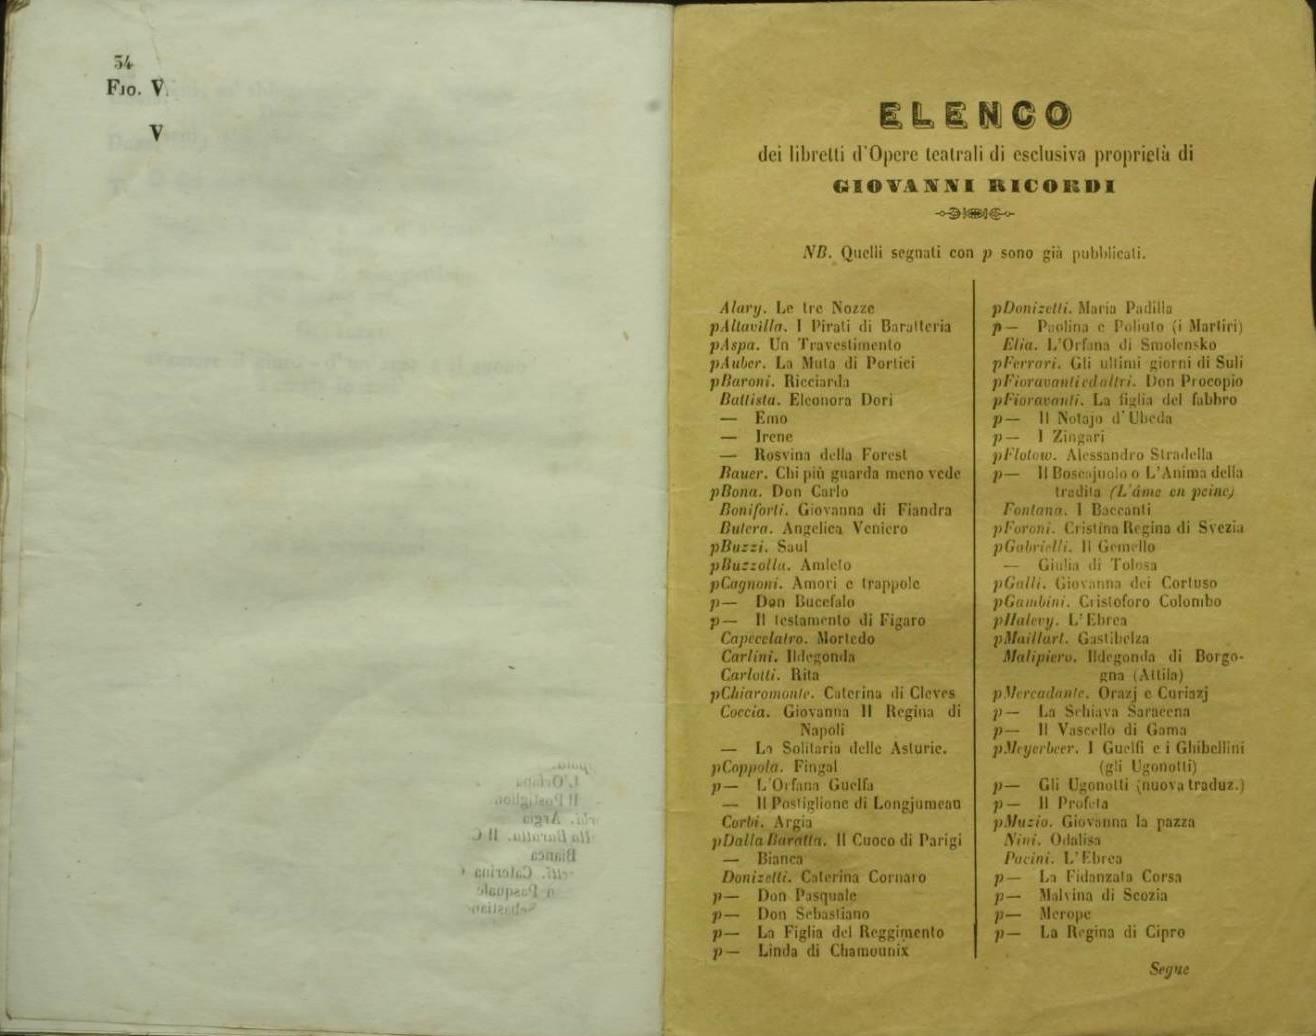 34
FIO. V.
V
ELENCO
dei libretti d'Opere teatrali di esclusiva proprietà di
GIOVANNI RICORDI
NB. Quelli segnati con p sono già pubblicati.
Alary. Le tre Nozze
pAltavilla. I Pirati di Baratteria
pAspa. Un Travestimento
pAuber. La Muta di Portici
pBaroni. Ricciarda
Battista. Eleonora Dori
— Emo
— Irene
— Rosvina della Forest
Bauer. Chi più guarda meno vede
pBona. Don Carlo
Boniforti. Giovanna di Fiandra
Butera. Angelica Veniero
pBuzzi. Saul
pBuzzolla. Amleto
pCagnoni. Amori e trappole
p— Don Bucefalo
p— Il testamento di Figaro
Capecelatro. Mortedo
Carlini. Ildegonda
Carlotti. Rita
pChiaromonte. Caterina di Cleves
Coccia. Giovanna II Regina di
Napoli
— La Solitaria delle Asturie.
pCoppola. Fingal
p— L'Orfana Guelfa
— Il Postiglione di Longjumeau
Corbi. Argia
pDalla Baratta. Il Cuoco di Parigi
— Bianca
Donizetti. Caterina Cornaro
p— Don Pasquale
p— Don Sebastiano
p— La Figlia del Reggimento
p— Linda di Chamounix
pDonizetti. Maria Padilla
p— Paolina e Poliuto (i Martiri)
Elia. L'Orfana di Smolensko
pFerrari. Gli ultimi giorni di Suli
pFioravanti ed altri. Don Procopio
pFioravanti. La figlia del fabbro
p— Il Notajo d'Ubeda
p— I Zingari
pFlotow. Alessandro Stradella
p— Il Boscajuolo o L'Anima della
tradita (L'âme en peine)
Fontana. I Baccanti
pForoni. Cristina Regina di Svezia
pGabrielli. Il Gemello
— Giulia di Tolosa
pGalli. Giovanna dei Cortuso
pGambini. Cristoforo Colombo
pHalevy. L'Ebrea
pMaillart. Gastibelza
Malipiero. Ildegonda di Borgo-
gna (Attila)
pMercadante. Orazj e Curiazj
p— La Schiava Saracena
p— Il Vascello di Gama
pMeyerbeer. I Guelfi e i Ghibellini
(gli Ugonotti)
p— Gli Ugonotti (nuova traduz.)
p— Il Profeta
pMuzio. Giovanna la pazza
Nini. Odalisa
Pacini. L'Ebrea
p— La Fidanzata Corsa
p— Malvina di Scozia
p— Merope
p— La Regina di Cipro
Segue